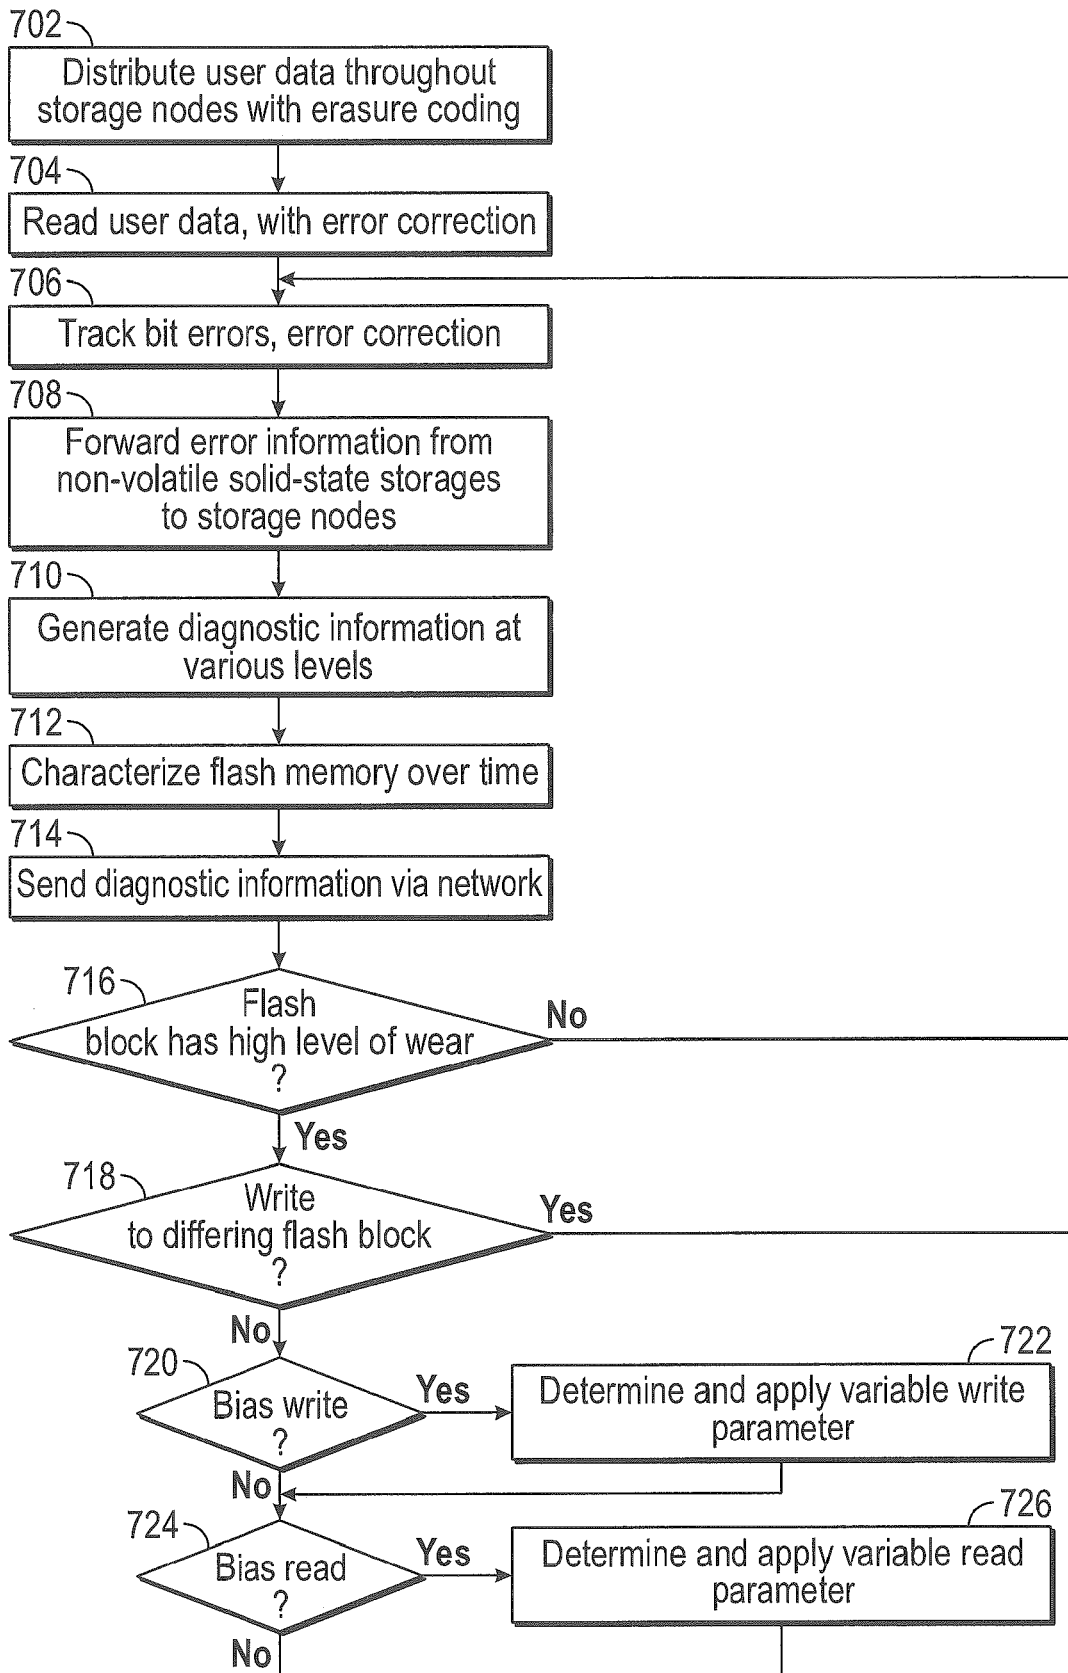 702
Distribute user data throughout
storage nodes with erasure coding
704
Read user data, with error correction
706
Track bit errors, error correction
708
Forward error information from
non-volatile solid-state storages
to storage nodes
710
Generate diagnostic information at
various levels
712
Characterize flash memory over time
714
Send diagnostic information via network
716
Flash
block has high level of wear
?
No
Yes
718
Write
to differing flash block
?
Yes
No
720
Bias write
?
Yes
722
Determine and apply variable write
parameter
No
724
Bias read
?
Yes
726
Determine and apply variable read
parameter
No